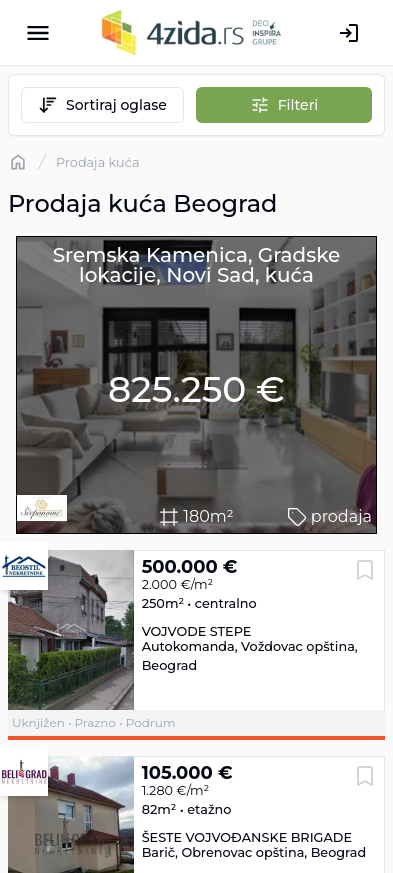 4zida.rs
DEO
INSPIRA
GRUPE
Sortiraj oglase
Filteri
/ Prodaja kuća
Prodaja kuća Beograd
Sremska Kamenica, Gradske
lokacije, Novi Sad, kuća
825.250 €
180m²
prodaja
BEOSTIL
NEKRETNINE
500.000 €
2.000 €/m²
250m² • centralno
VOJVODE STEPE
Autokomanda, Voždovac opština,
Beograd
Uknjižen • Prazno • Podrum
BELI GRAD
NEKRETNINE
105.000 €
1.280 €/m²
82m² • etažno
ŠESTE VOJVOĐANSKE BRIGADE
Barič, Obrenovac opština, Beograd